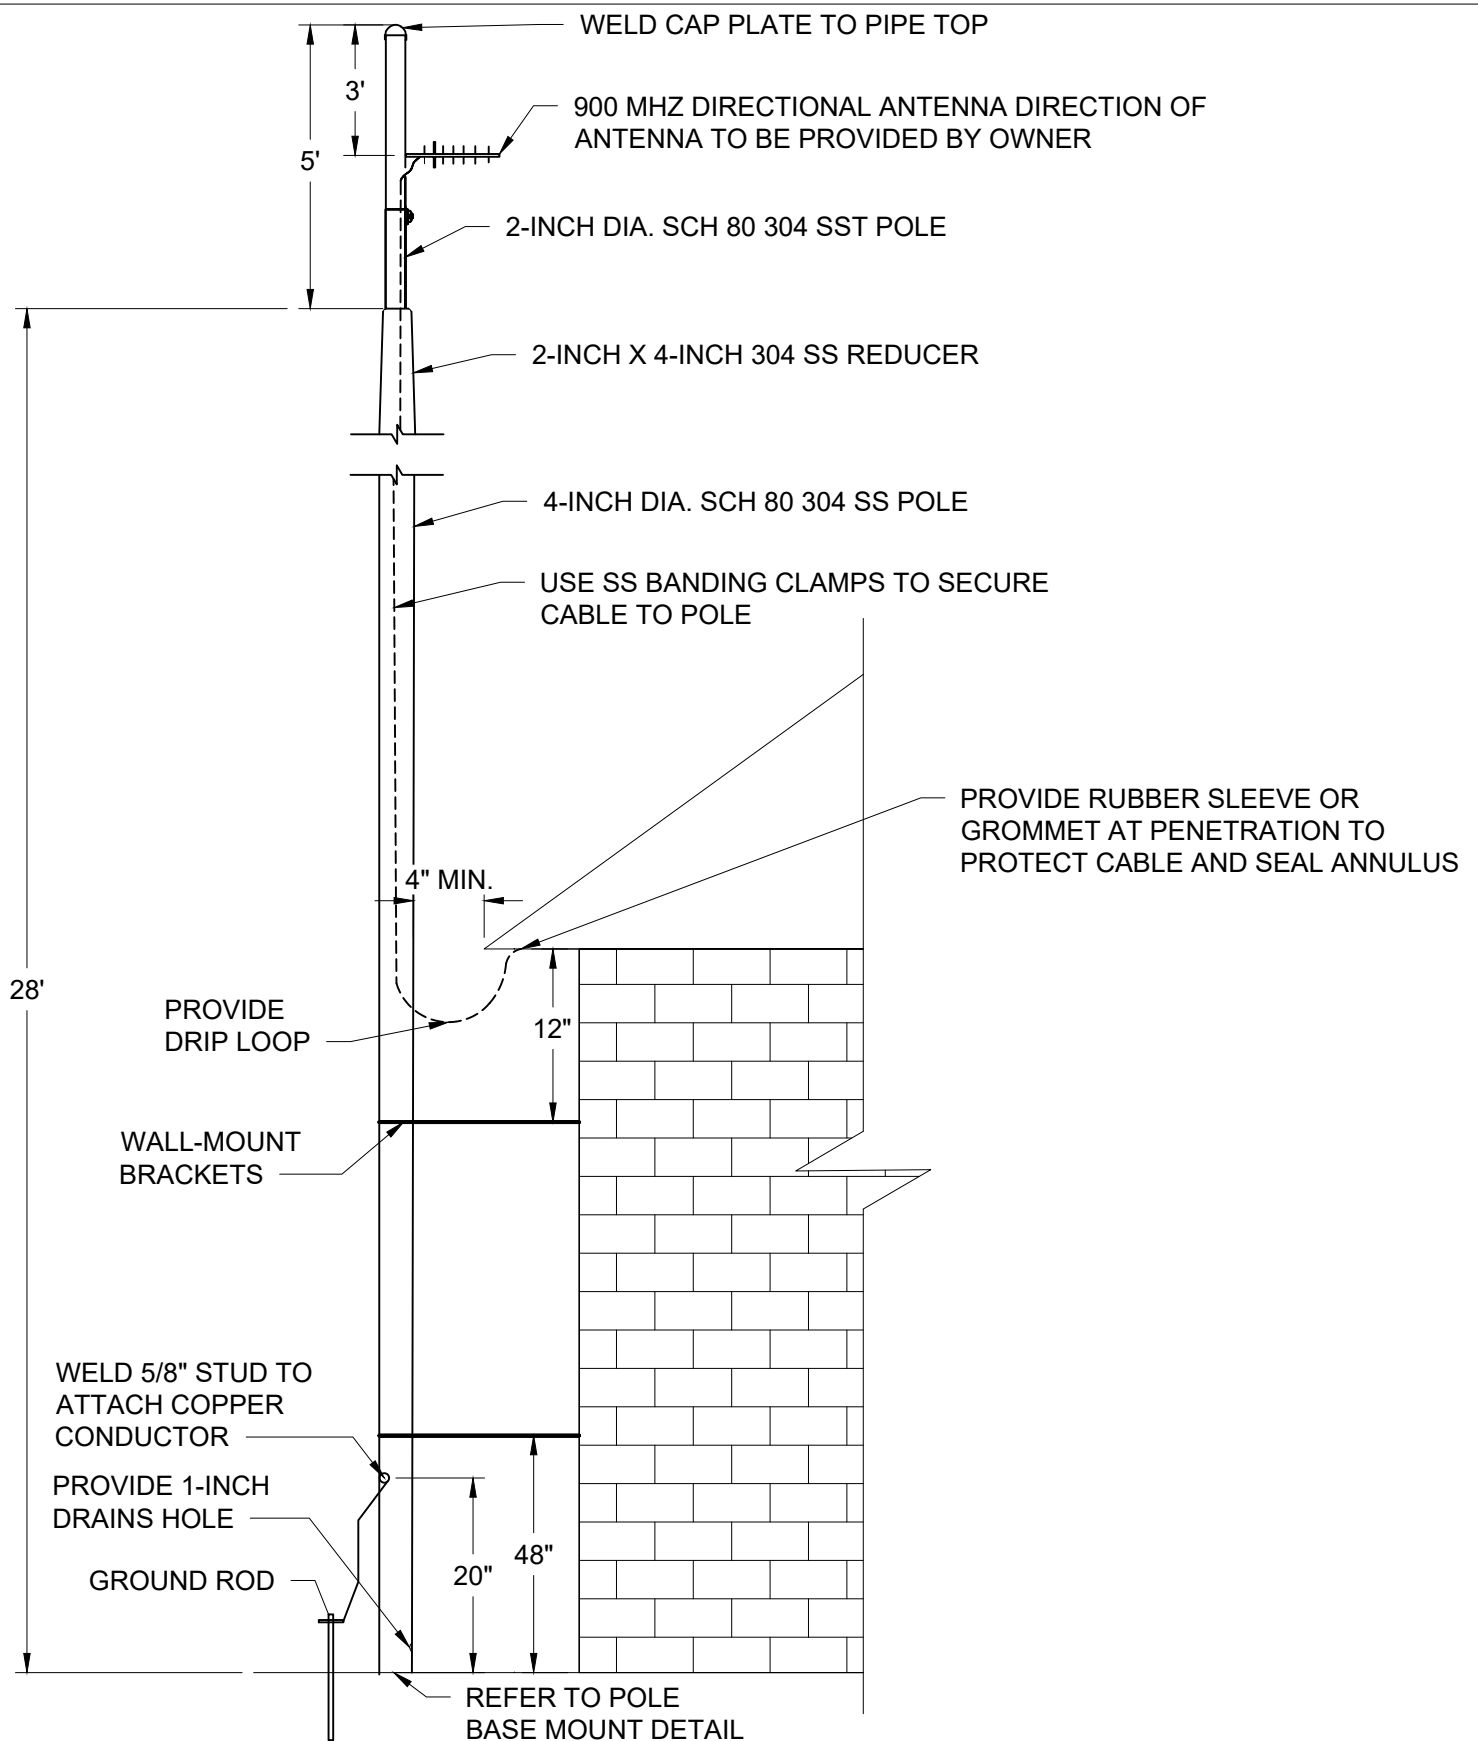 WELD CAP PLATE TO PIPE TOP
3'
900 MHZ DIRECTIONAL ANTENNA DIRECTION OF
ANTENNA TO BE PROVIDED BY OWNER
5'
2-INCH DIA. SCH 80 304 SST POLE
2-INCH X 4-INCH 304 SS REDUCER
4-INCH DIA. SCH 80 304 SS POLE
USE SS BANDING CLAMPS TO SECURE
CABLE TO POLE
PROVIDE RUBBER SLEEVE OR
GROMMET AT PENETRATION TO
PROTECT CABLE AND SEAL ANNULUS
4" MIN.
28'
PROVIDE
DRIP LOOP
12"
WALL-MOUNT
BRACKETS
WELD 5/8" STUD TO
ATTACH COPPER
CONDUCTOR
PROVIDE 1-INCH
DRAINS HOLE
48"
20"
GROUND ROD
REFER TO POLE
BASE MOUNT DETAIL